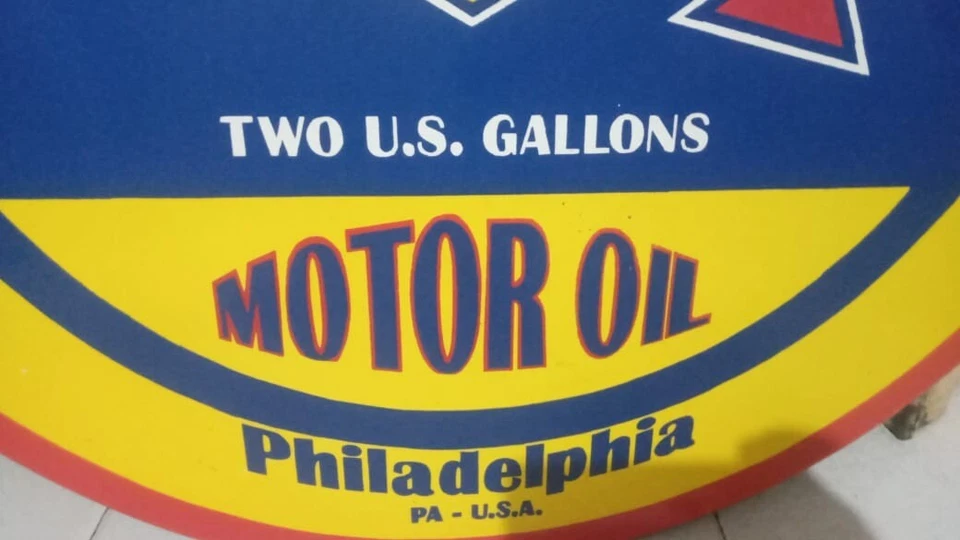 TWO U.S. GALLONS
MOTOR OIL
Philadelphia
PA - U.S.A.